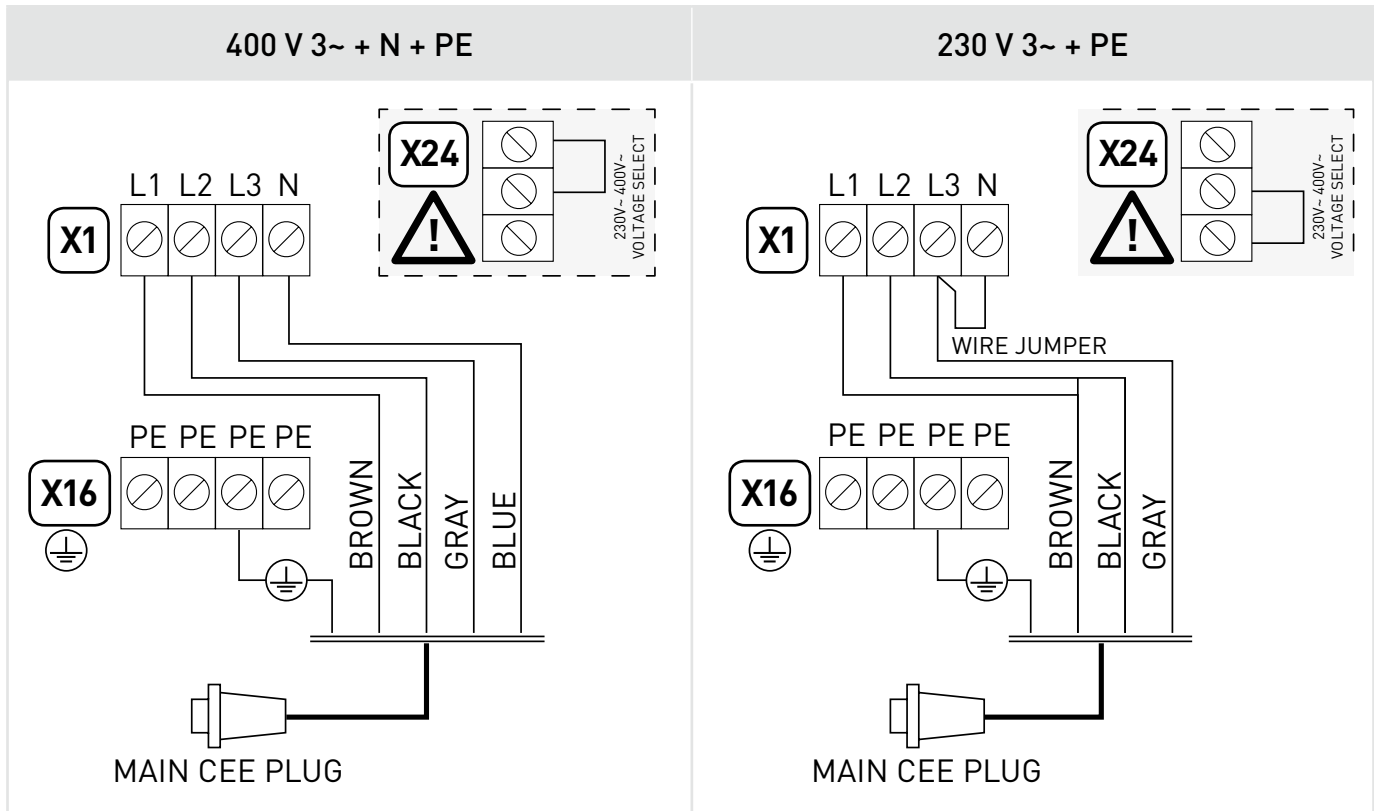 400 V 3~ + N + PE
X24
230V~ 400V~
VOLTAGE SELECT
L1 L2 L3 N
X1
PE PE PE PE
X16
BROWN
BLACK
GRAY
BLUE
MAIN CEE PLUG
230 V 3~ + PE
X24
230V~ 400V~
VOLTAGE SELECT
L1 L2 L3 N
X1
WIRE JUMPER
PE PE PE PE
X16
BROWN
BLACK
GRAY
MAIN CEE PLUG